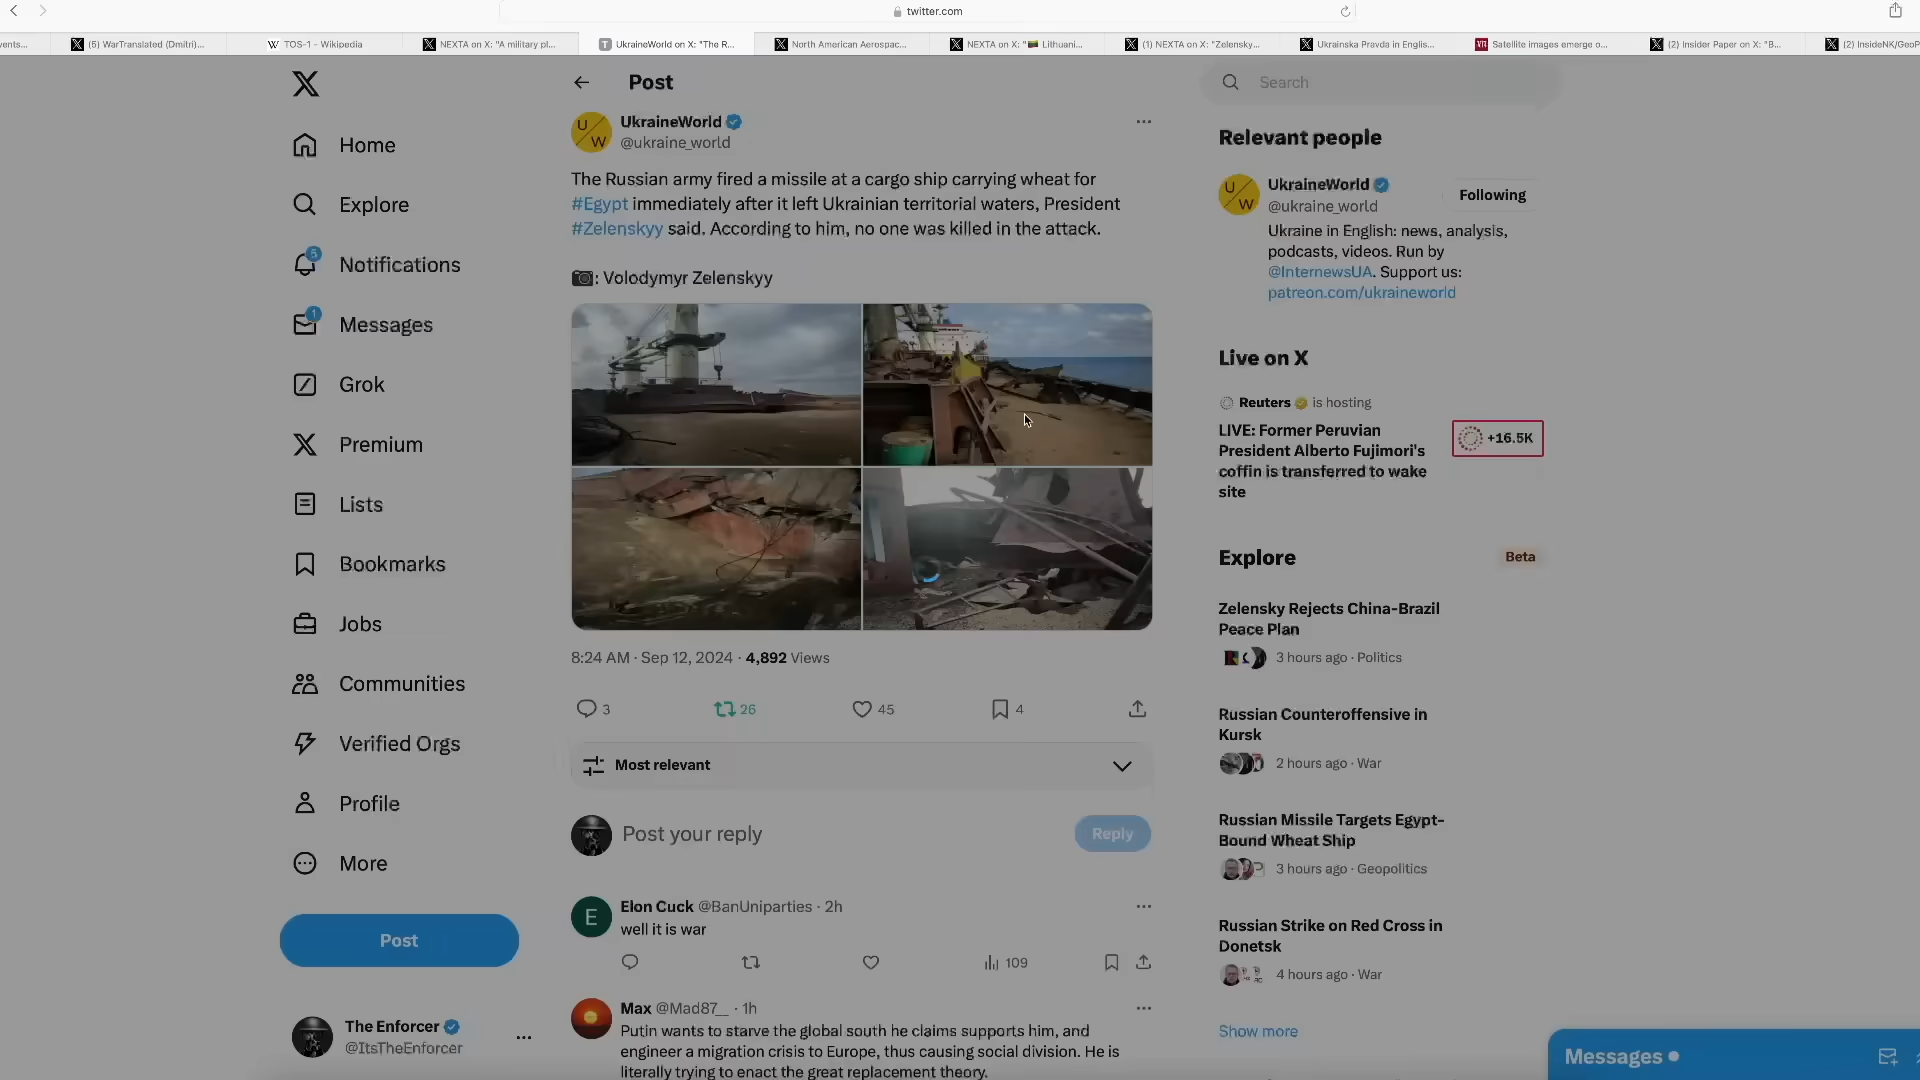 twitter.com
vents...
(5) WarTranslated (Dmitri)...
TOS-1 – Wikipedia
NEXTA on X: "A military pl...
UkraineWorld on X: "The R...
North American Aerospac...
NEXTA on X: "🇱🇹 Lithuani...
(1) NEXTA on X: "Zelensky...
Ukrainska Pravda in Englis...
Satellite images emerge o...
(2) Insider Paper on X: "B...
(2) InsideNK/GeoP
Home
Explore
5
Notifications
1
Messages
Grok
Premium
Lists
Bookmarks
Jobs
Communities
Verified Orgs
Profile
More
Post
The Enforcer
@ItsTheEnforcer
Post
U W
UkraineWorld
@ukraine_world
The Russian army fired a missile at a cargo ship carrying wheat for
#Egypt immediately after it left Ukrainian territorial waters, President
#Zelenskyy said. According to him, no one was killed in the attack.
📷: Volodymyr Zelenskyy
8:24 AM · Sep 12, 2024 · 4,892 Views
3 26 45 4
Most relevant
Post your reply
Reply
E
Elon Cuck @BanUniparties · 2h
well it is war
109
Max @Mad87__ · 1h
Putin wants to starve the global south he claims supports him, and
engineer a migration crisis to Europe, thus causing social division. He is
literally trying to enact the great replacement theory.
Search
Relevant people
U W
UkraineWorld
@ukraine_world
Following
Ukraine in English: news, analysis,
podcasts, videos. Run by
@InternewsUA. Support us:
patreon.com/ukraineworld
Live on X
Reuters is hosting
LIVE: Former Peruvian
President Alberto Fujimori's
coffin is transferred to wake
site
+16.5K
Explore
Beta
Zelensky Rejects China-Brazil
Peace Plan
3 hours ago · Politics
Russian Counteroffensive in
Kursk
2 hours ago · War
Russian Missile Targets Egypt-
Bound Wheat Ship
3 hours ago · Geopolitics
Russian Strike on Red Cross in
Donetsk
4 hours ago · War
Show more
Messages